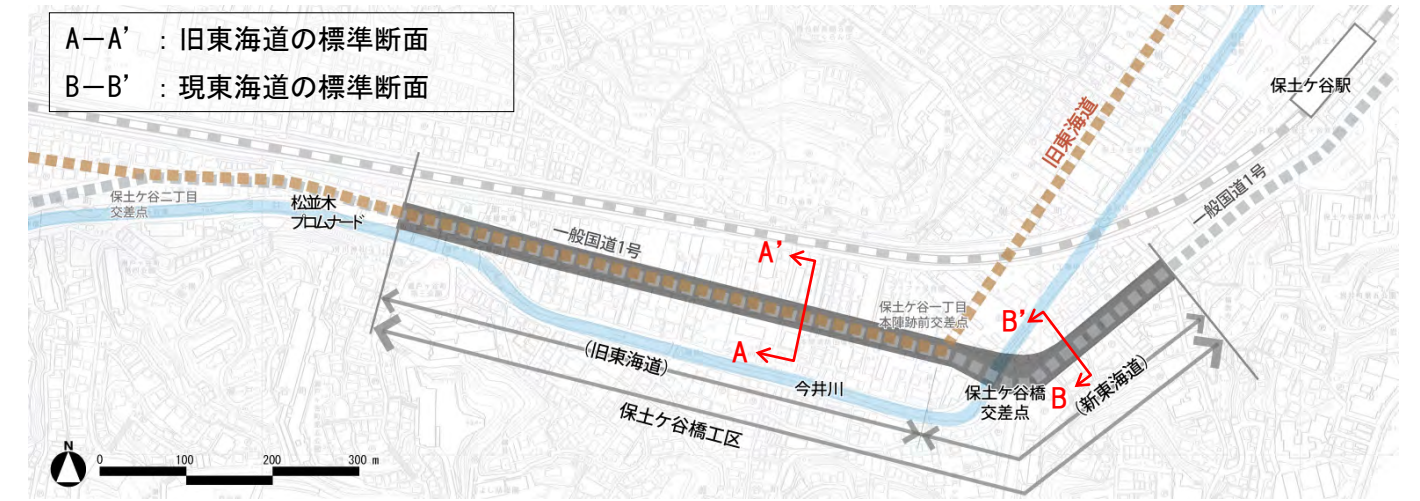 A－A’ ：旧東海道の標準断面
B－B’ ：現東海道の標準断面
保土ケ谷駅
旧東海道
一般国道1号
保土ケ谷二丁目
交差点
松並木
プロムナード
一般国道1号
A’
保土ケ谷一丁目
本陣跡前交差点
B’
A
(旧東海道)
今井川
保土ケ谷橋
交差点
B
(新東海道)
保土ケ谷橋工区
N
0 100 200 300 m